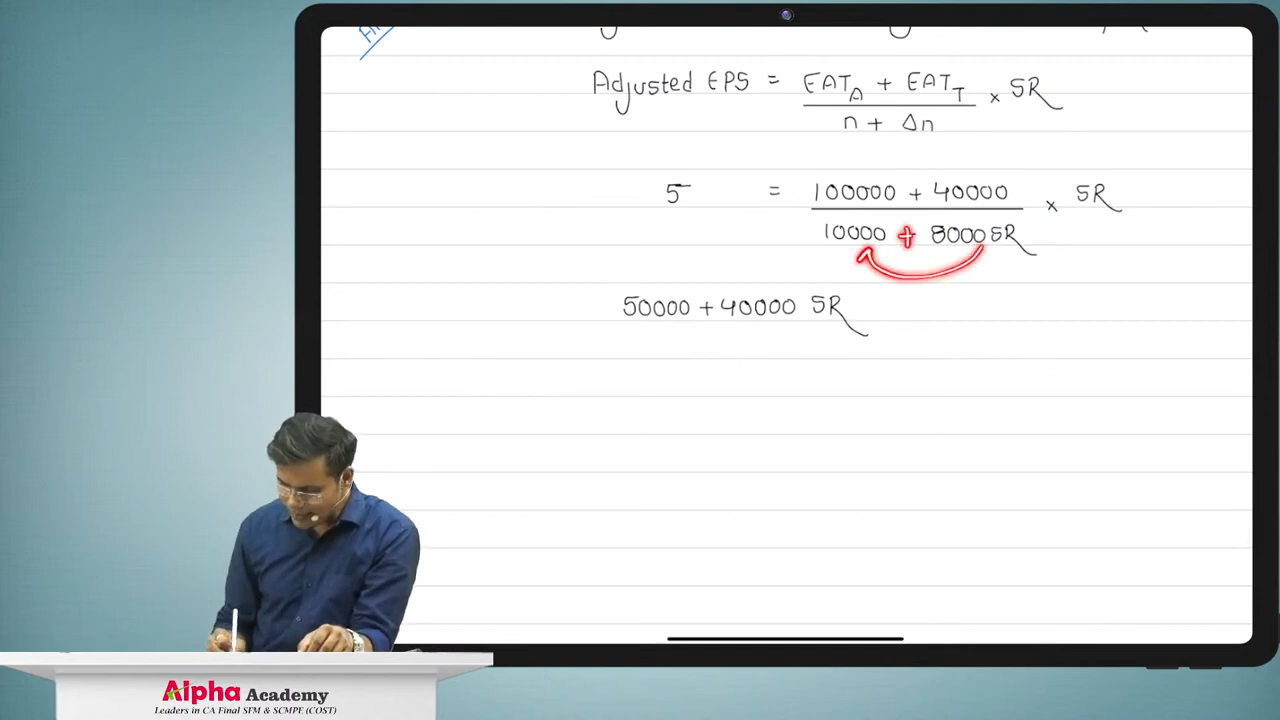 Adjusted EPS = EAT_A + EAT_T / n + Δn × SR
5 = 100000 + 40000 / 10000 + 8000 SR × SR
50000 + 40000 SR
Alpha Academy
Leaders in CA Final SFM & SCMPE (COST)